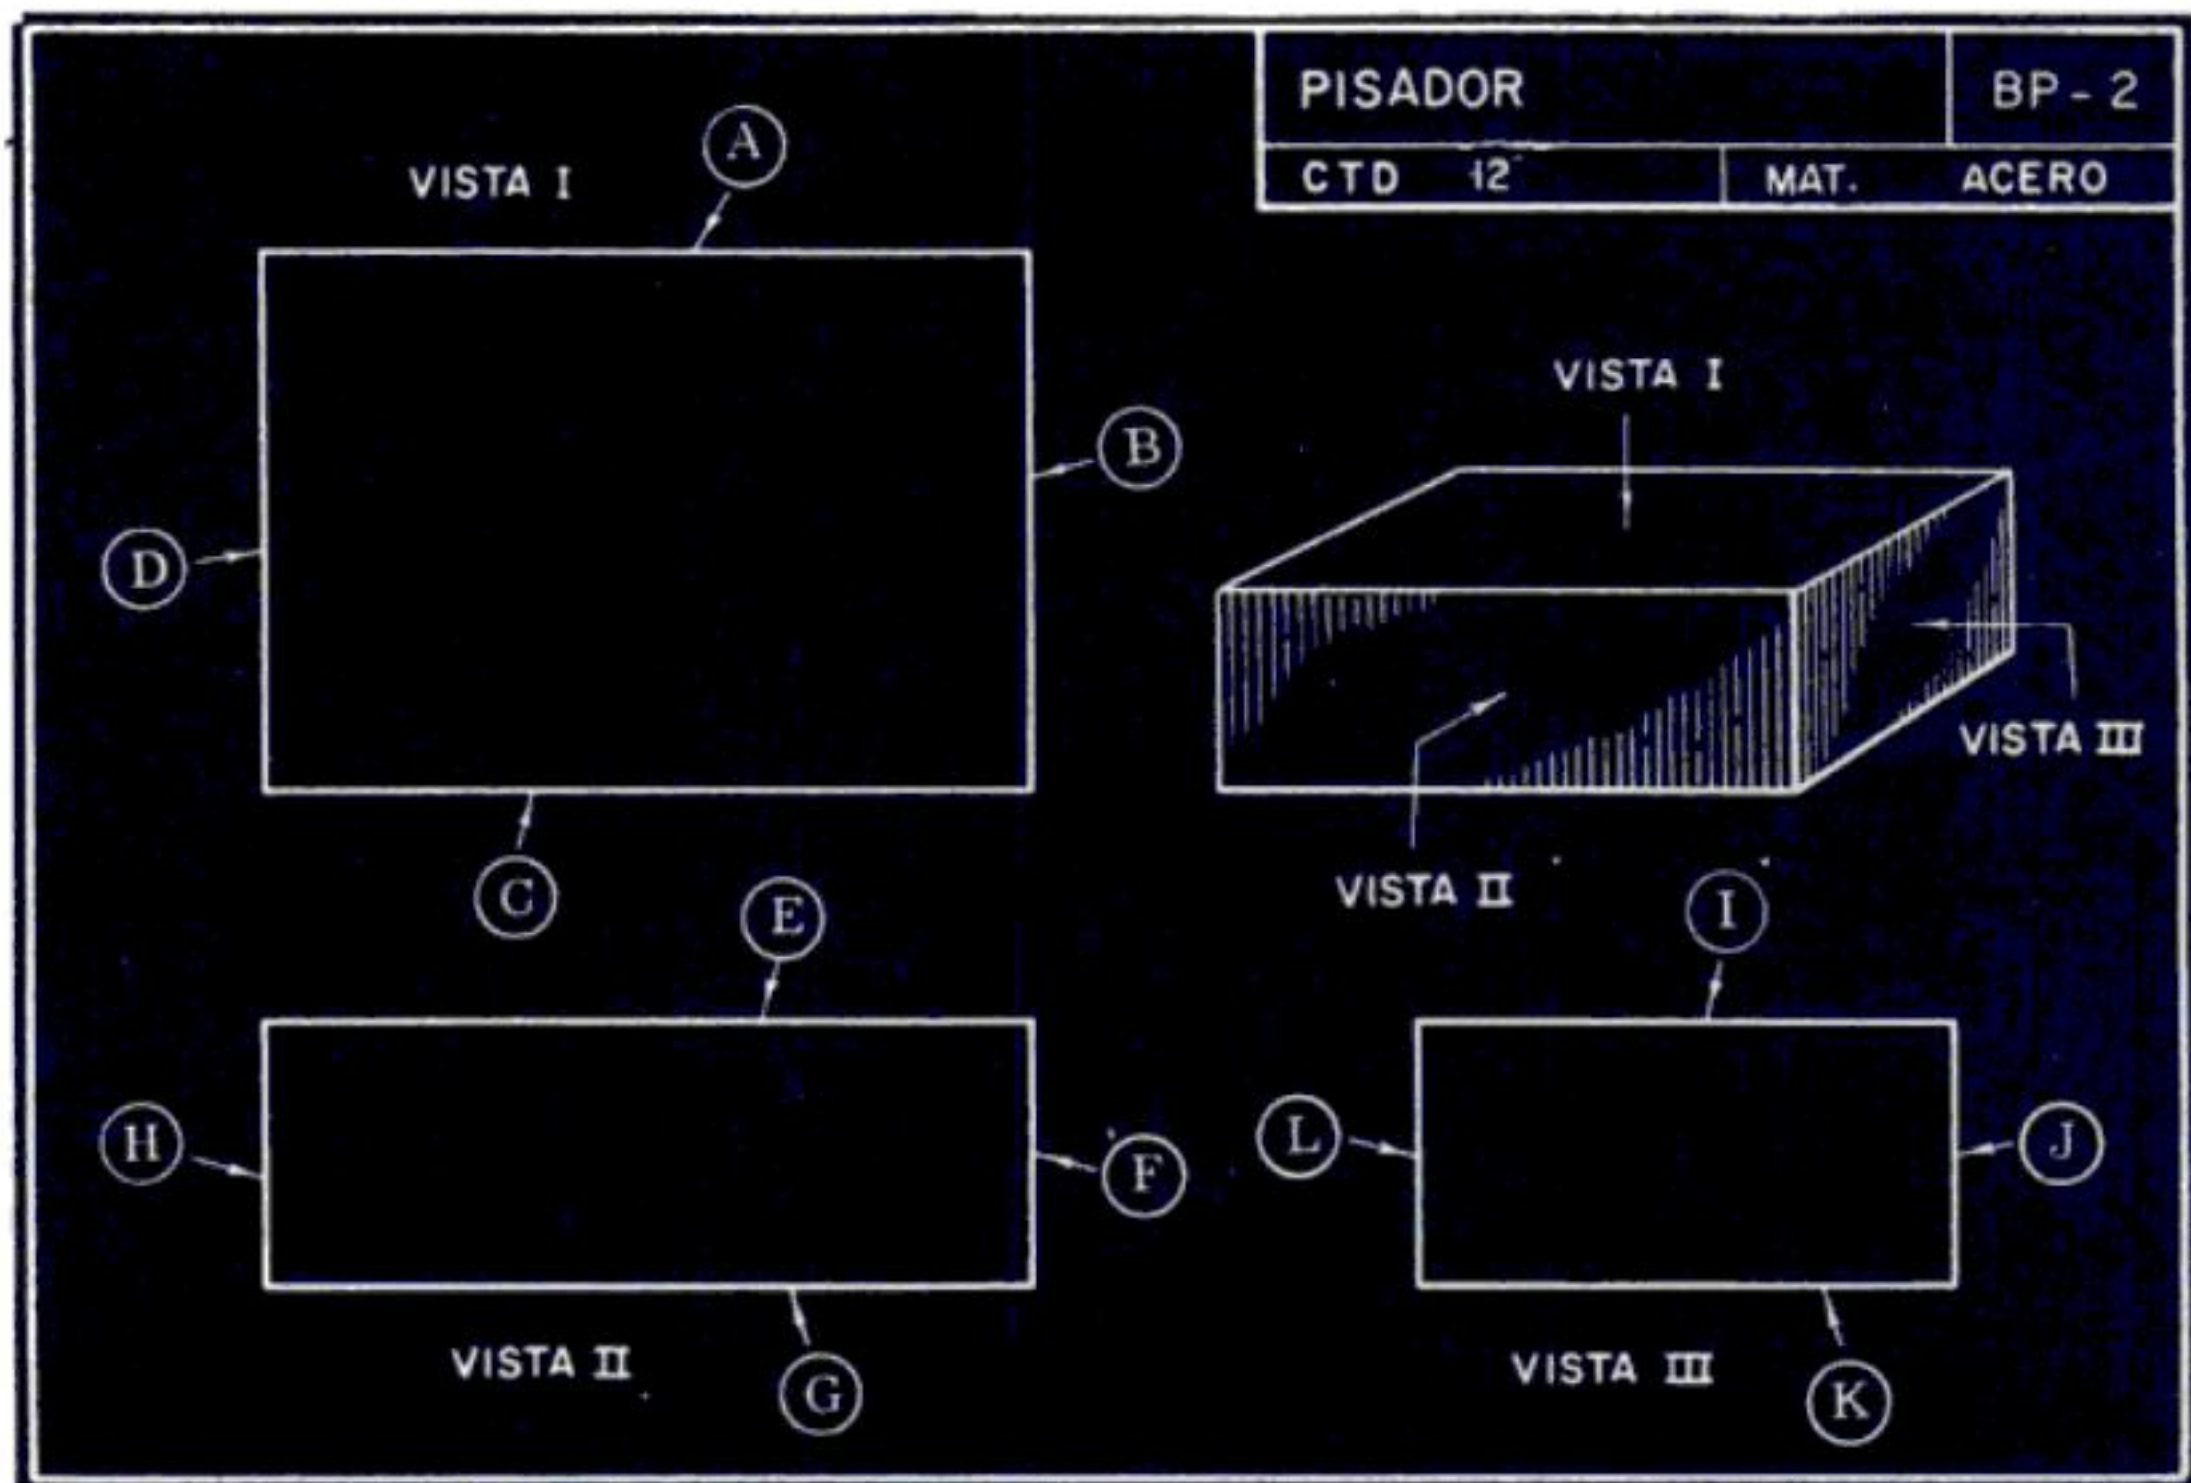 PISADOR BP-2
CTD 12 MAT. ACERO
VISTA I
A
B
D
C
VISTA I
VISTA III
VISTA II
E
H
F
G
VISTA II
I
L
J
K
VISTA III